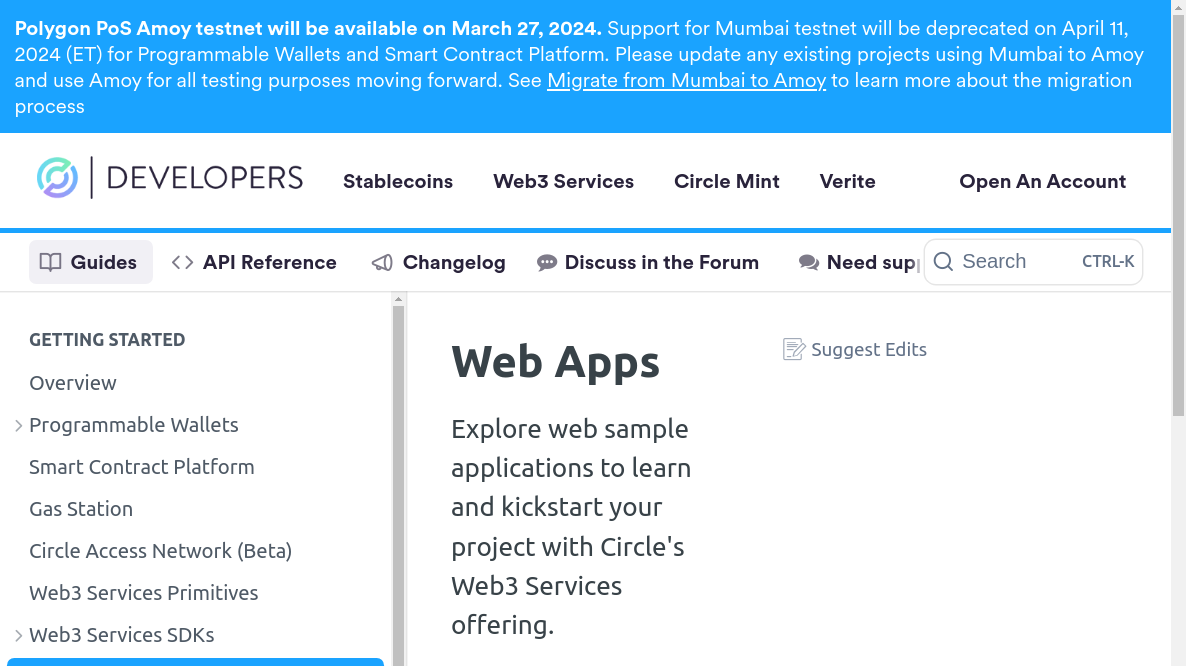 Polygon PoS Amoy testnet will be available on March 27, 2024. Support for Mumbai testnet will be deprecated on April 11,
2024 (ET) for Programmable Wallets and Smart Contract Platform. Please update any existing projects using Mumbai to Amoy
and use Amoy for all testing purposes moving forward. See Migrate from Mumbai to Amoy to learn more about the migration
process
DEVELOPERS Stablecoins Web3 Services Circle Mint Verite Open An Account
Guides API Reference Changelog Discuss in the Forum Need sup Search CTRL-K
GETTING STARTED
Overview
Programmable Wallets
Smart Contract Platform
Gas Station
Circle Access Network (Beta)
Web3 Services Primitives
Web3 Services SDKs
Web Apps
Suggest Edits
Explore web sample
applications to learn
and kickstart your
project with Circle's
Web3 Services
offering.